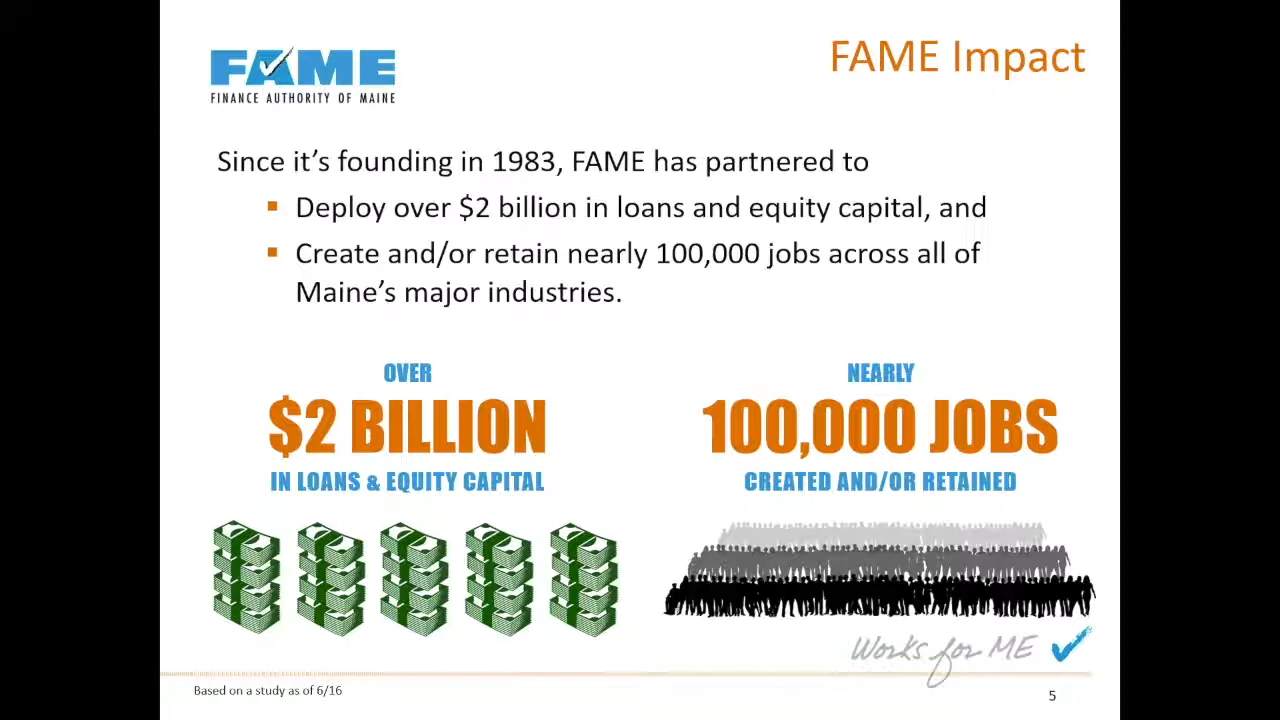 FAME
FINANCE AUTHORITY OF MAINE
FAME Impact
Since it’s founding in 1983, FAME has partnered to
▪ Deploy over $2 billion in loans and equity capital, and
▪ Create and/or retain nearly 100,000 jobs across all of
Maine’s major industries.
OVER
$2 BILLION
IN LOANS & EQUITY CAPITAL
NEARLY
100,000 JOBS
CREATED AND/OR RETAINED
Works for ME
Based on a study as of 6/16
5